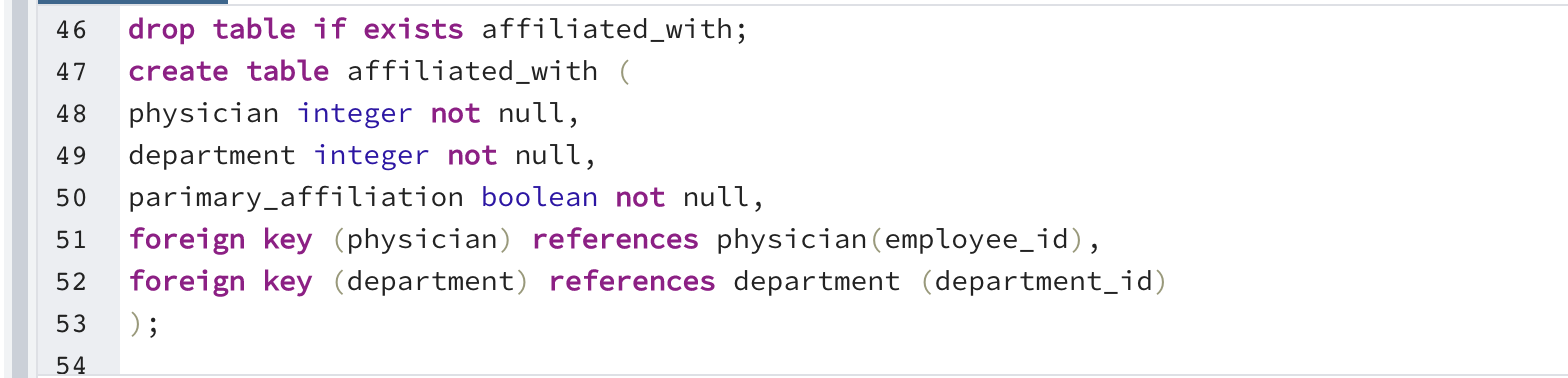 46 drop table if exists affiliated_with;
47 create table affiliated_with (
48 physician integer not null,
49 department integer not null,
50 parimary_affiliation boolean not null,
51 foreign key (physician) references physician(employee_id),
52 foreign key (department) references department (department_id)
53 );
54